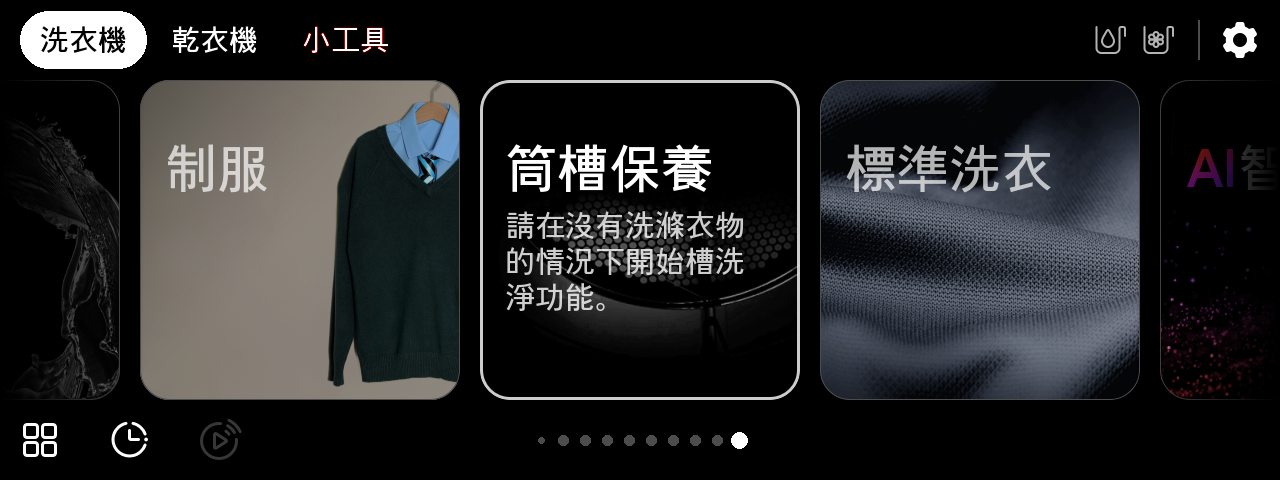 洗衣機
乾衣機
小工具
制服
筒槽保養
請在沒有洗滌衣物
的情況下開始槽洗
淨功能。
標準洗衣
AI智